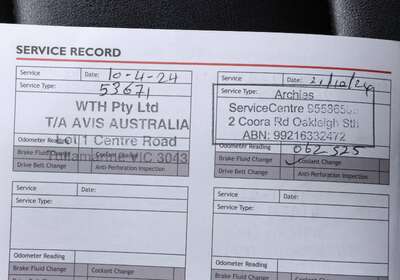 SERVICE RECORD
Service
Date: 10-4-24
Service Type: 53671
WTH Pty Ltd
T/A AVIS AUSTRALIA
Lot 1 Centre Road
Tullamarine VIC 3043
Odometer Reading
Brake Fluid Change
Coolant Change
Drive Belt Change
Anti-Perforation Inspection
Service
Date: 21/10/24
Service Type:
Archies
ServiceCentre
2 Coora Rd Oakleigh Sth
ABN: 99216332472
Odometer Reading 062 525
Brake Fluid Change
Coolant Change
Drive Belt Change
Anti-Perforation Inspection
Service
Date:
Service Type:
Odometer Reading
Brake Fluid Change
Coolant Change
Service
Date:
Service Type:
Odometer Reading
Brake Fluid Change
Coolant Change